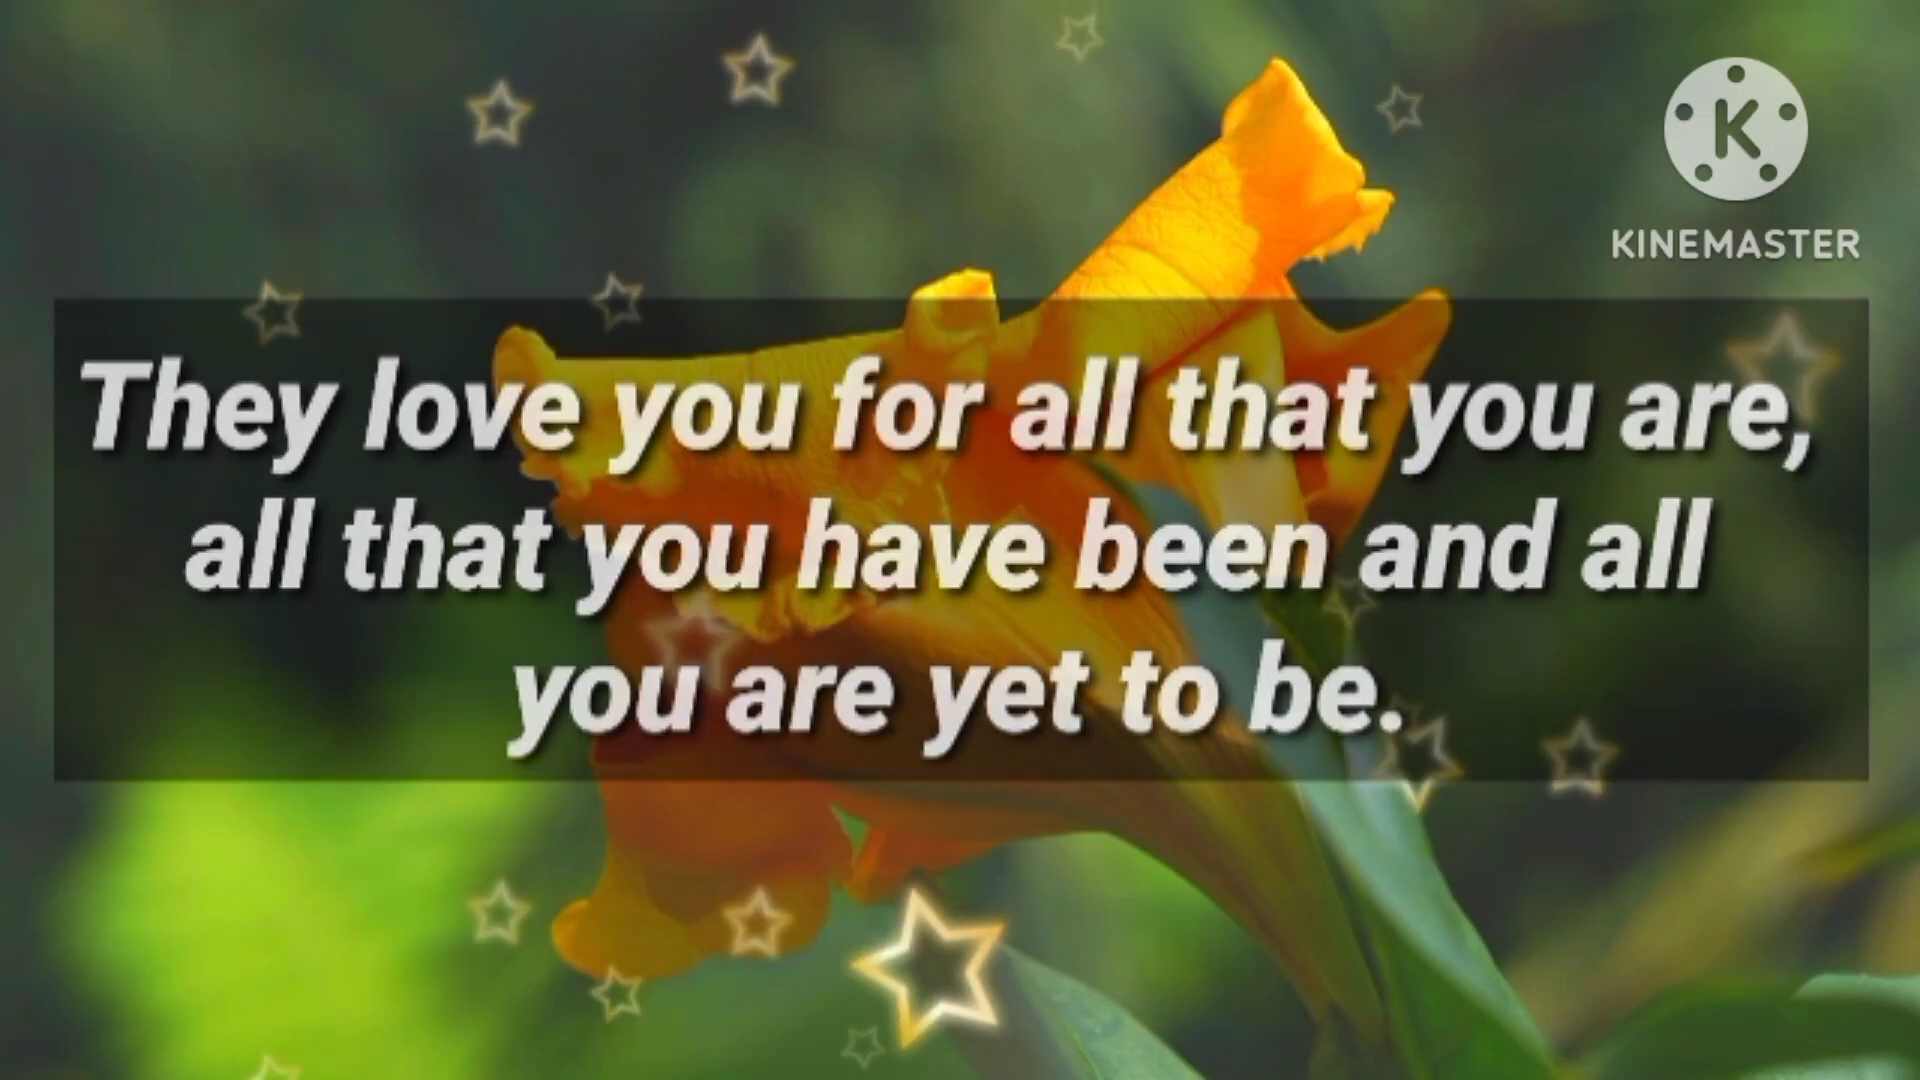 KINEMASTER
They love you for all that you are,
all that you have been and all
you are yet to be.